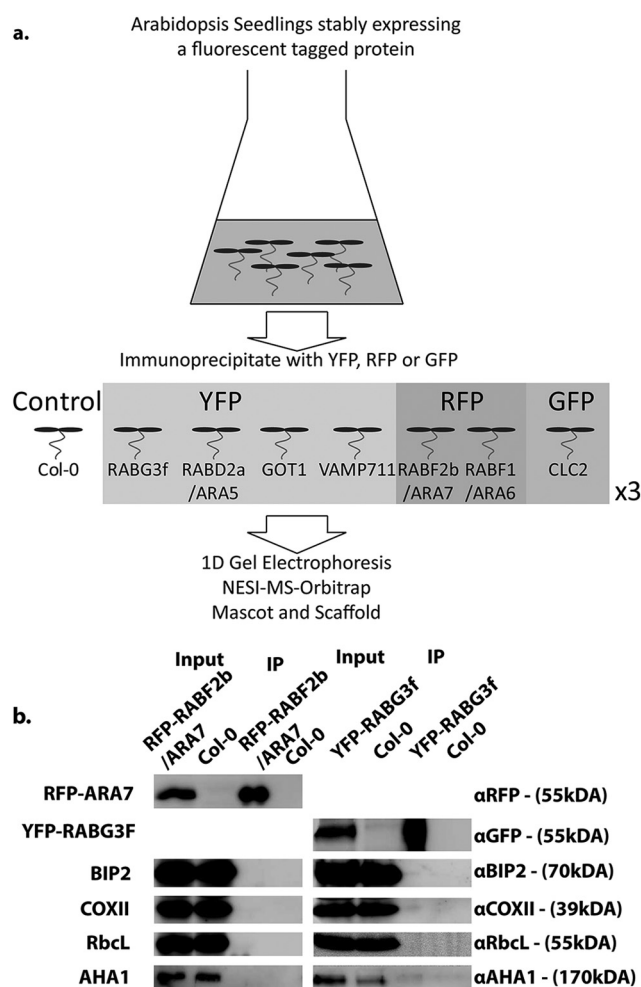 a.
Arabidopsis Seedlings stably expressing
a fluorescent tagged protein
Immunoprecipitate with YFP, RFP or GFP
Control YFP RFP GFP
Col-0 RABG3f RABD2a GOT1 VAMP711 RABF2b RABF1 CLC2
/ARA5 /ARA7 /ARA6 x3
1D Gel Electrophoresis
NESI-MS-Orbitrap
Mascot and Scaffold
b.
Input IP Input IP
RFP-RABF2b
/ARA7
Col-0
RFP-RABF2b
/ARA7
Col-0
YFP-RABG3f
Col-0
YFP-RABG3f
Col-0
RFP-ARA7 αRFP - (55kDA)
YFP-RABG3F αGFP - (55kDA)
BIP2 αBIP2 - (70kDA)
COXII αCOXII - (39kDA)
RbcL αRbcL - (55kDA)
AHA1 αAHA1 - (170kDA)